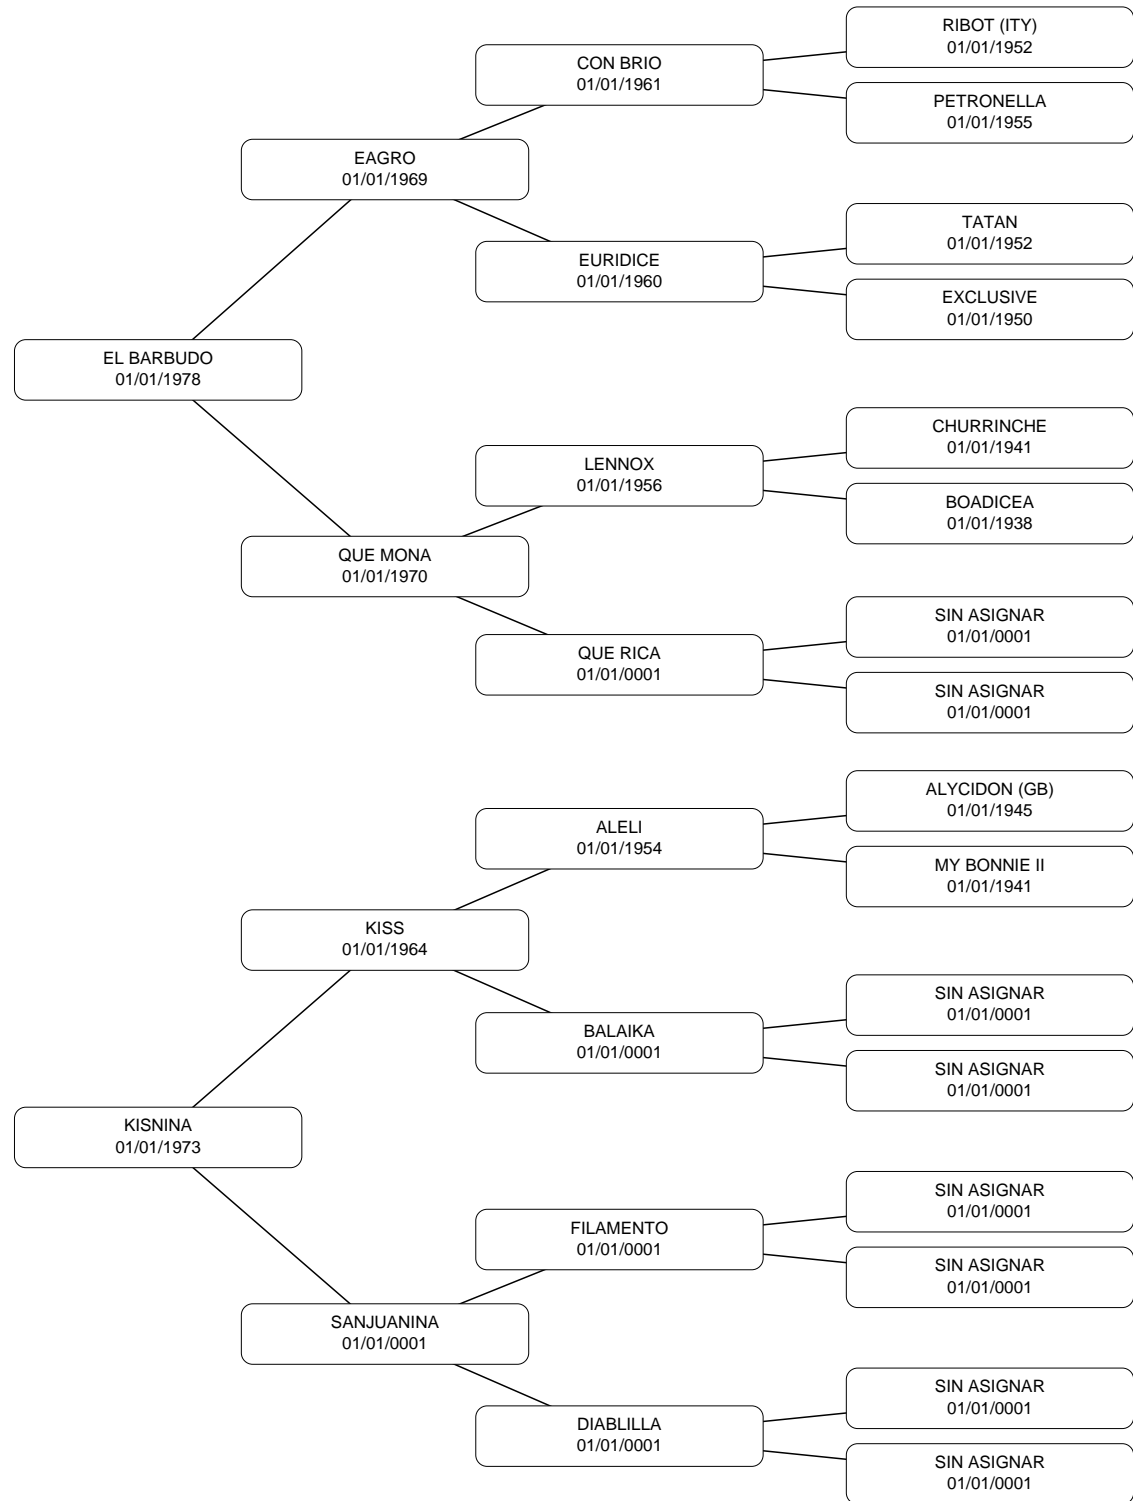 RIBOT (ITY)
01/01/1952
CON BRIO
01/01/1961
PETRONELLA
01/01/1955
EAGRO
01/01/1969
TATAN
01/01/1952
EURIDICE
01/01/1960
EXCLUSIVE
01/01/1950
EL BARBUDO
01/01/1978
CHURRINCHE
01/01/1941
LENNOX
01/01/1956
BOADICEA
01/01/1938
QUE MONA
01/01/1970
SIN ASIGNAR
01/01/0001
QUE RICA
01/01/0001
SIN ASIGNAR
01/01/0001
ALYCIDON (GB)
01/01/1945
ALELI
01/01/1954
MY BONNIE II
01/01/1941
KISS
01/01/1964
SIN ASIGNAR
01/01/0001
BALAIKA
01/01/0001
SIN ASIGNAR
01/01/0001
KISNINA
01/01/1973
SIN ASIGNAR
01/01/0001
FILAMENTO
01/01/0001
SIN ASIGNAR
01/01/0001
SANJUANINA
01/01/0001
SIN ASIGNAR
01/01/0001
DIABLILLA
01/01/0001
SIN ASIGNAR
01/01/0001